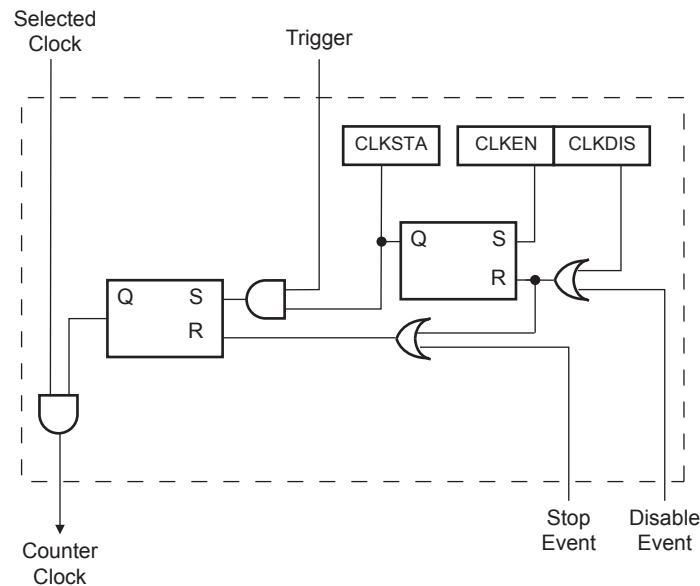 Selected
Clock
Trigger
CLKSTA
CLKEN
CLKDIS
Q
S
R
Q
S
R
Counter
Clock
Stop
Event
Disable
Event